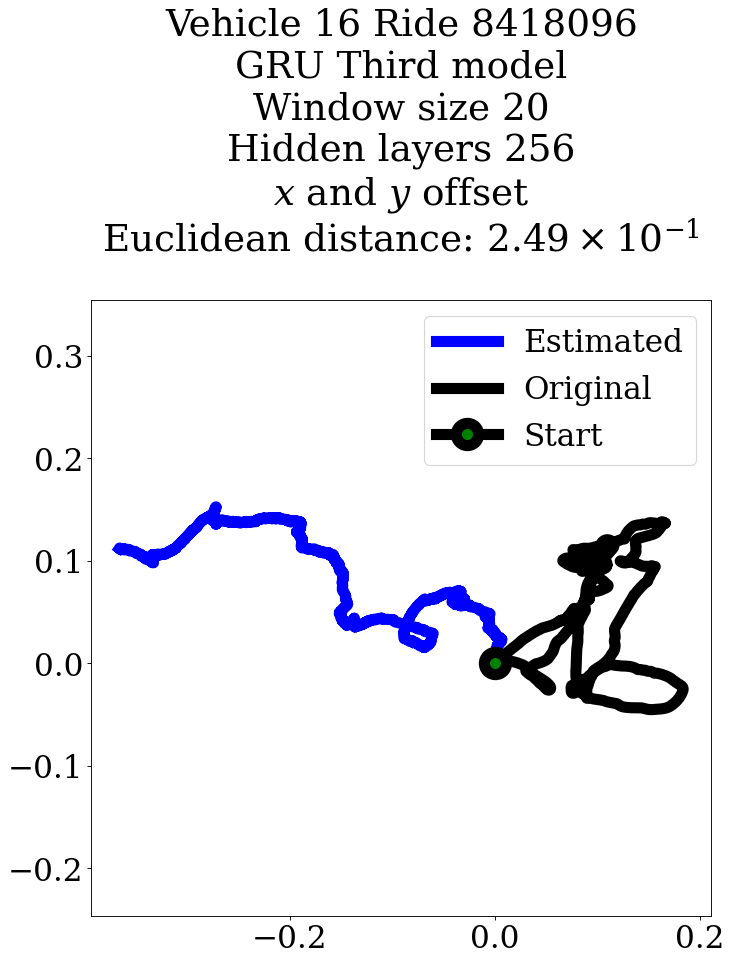 Vehicle 16 Ride 8418096
GRU Third model
Window size 20
Hidden layers 256
x and y offset
Euclidean distance: 2.49 × 10⁻¹
Estimated
Original
Start
0.3
0.2
0.1
0.0
−0.1
−0.2
−0.2 0.0 0.2